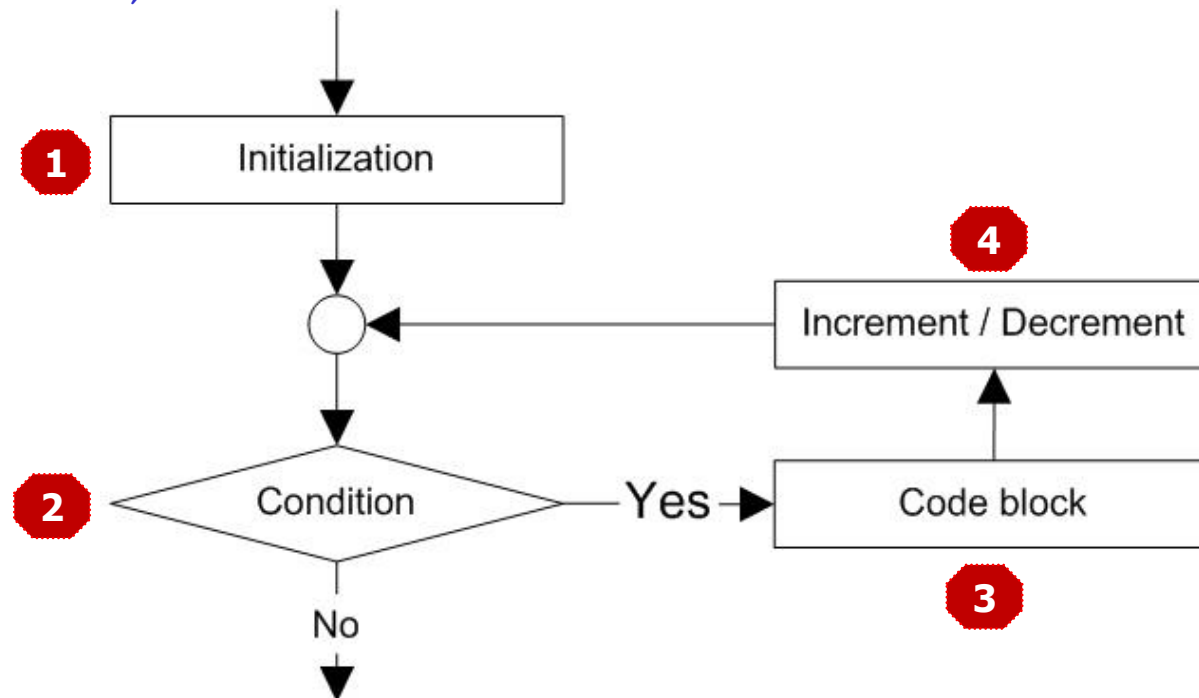 1
Initialization
4
Increment / Decrement
2
Condition
Yes
Code block
3
No